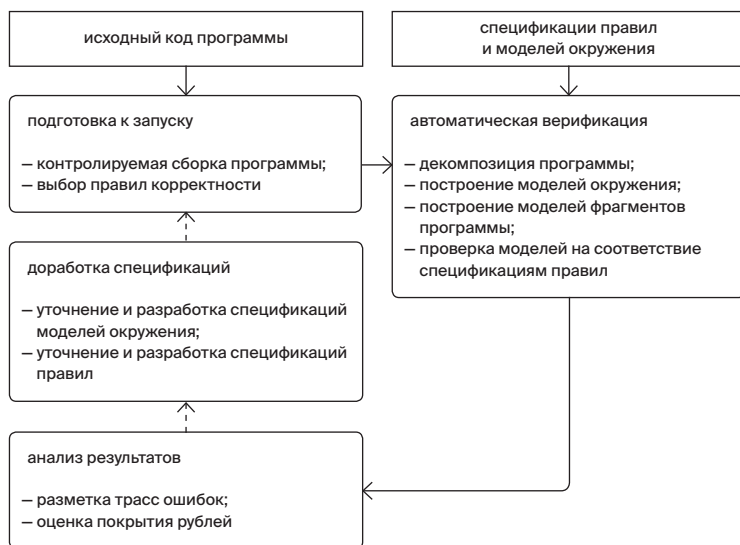 исходный код программы
спецификации правил
и моделей окружения
подготовка к запуску
– контролируемая сборка программы;
– выбор правил корректности
автоматическая верификация
– декомпозиция программы;
– построение моделей окружения;
– построение моделей фрагментов
программы;
– проверка моделей на соответствие
спецификациям правил
доработка спецификаций
– уточнение и разработка спецификаций
моделей окружения;
– уточнение и разработка спецификаций
правил
анализ результатов
– разметка трасс ошибок;
– оценка покрытия рублей